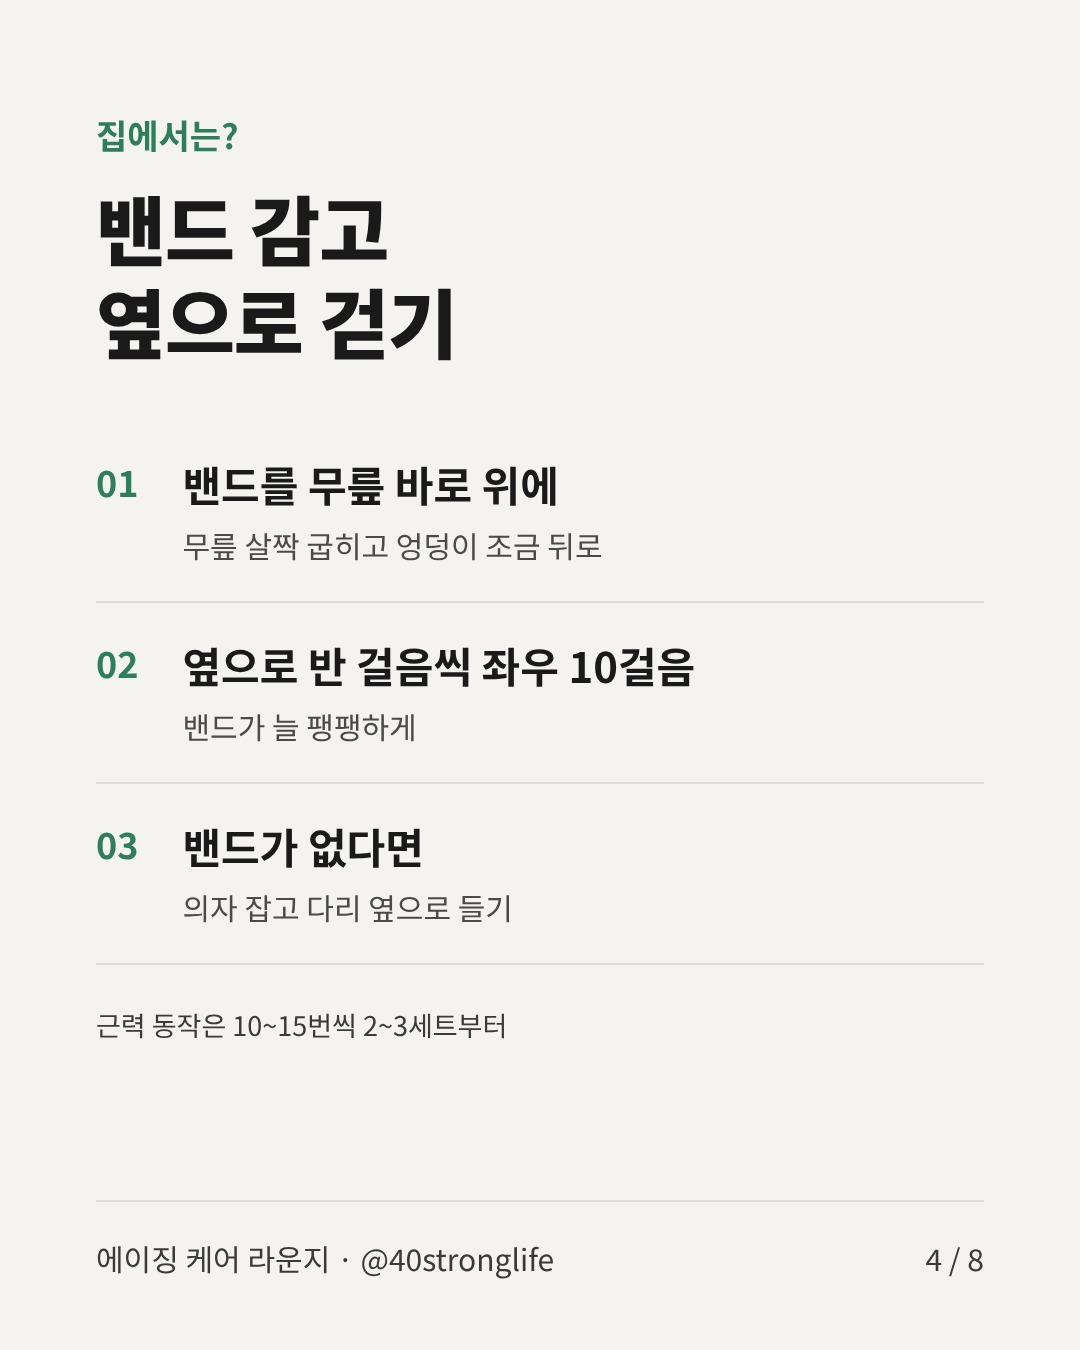 집에서는?
밴드 감고
옆으로 걷기
01 밴드를 무릎 바로 위에
무릎 살짝 굽히고 엉덩이 조금 뒤로
02 옆으로 반 걸음씩 좌우 10걸음
밴드가 늘 팽팽하게
03 밴드가 없다면
의자 잡고 다리 옆으로 들기
근력 동작은 10~15번씩 2~3세트부터
에이징 케어 라운지 · @40stronglife 4 / 8